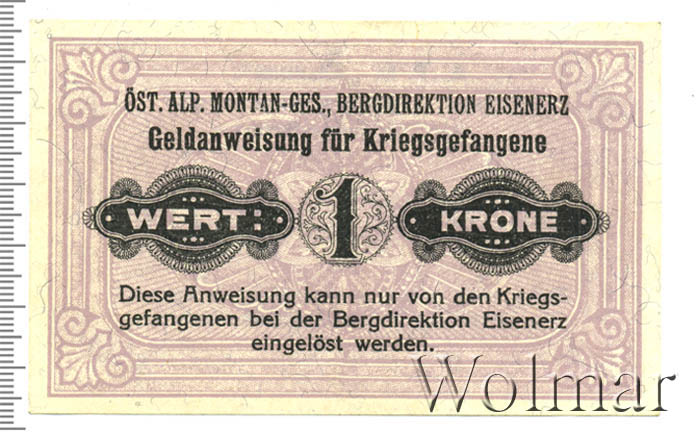 ÖST. ALP. MONTAN-GES., BERGDIREKTION EISENERZ
Geldanweisung für Kriegsgefangene
WERT: 1 KRONE
Diese Anweisung kann nur von den Kriegs-
gefangenen bei der Bergdirektion Eisenerz
eingelöst werden.
Wolmar